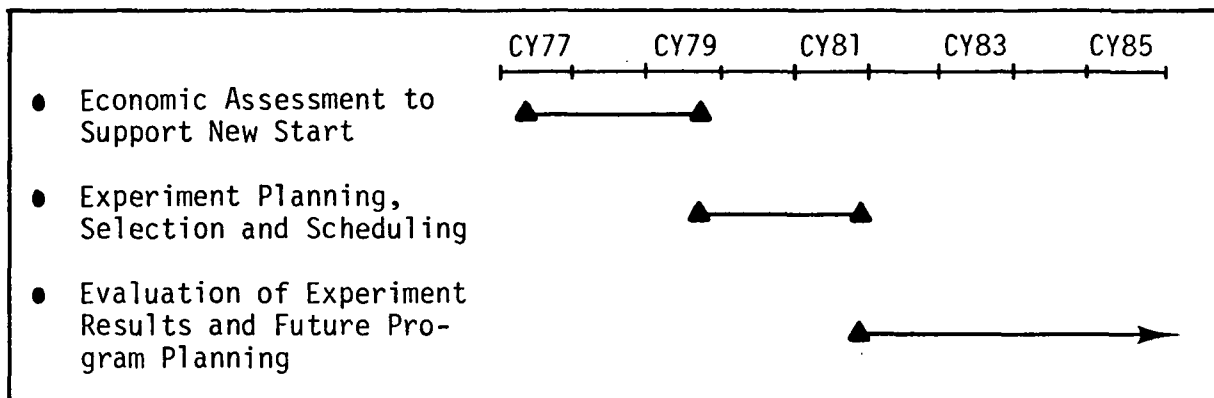 CY77 CY79 CY81 CY83 CY85
● Economic Assessment to
Support New Start
● Experiment Planning,
Selection and Scheduling
● Evaluation of Experiment
Results and Future Pro-
gram Planning